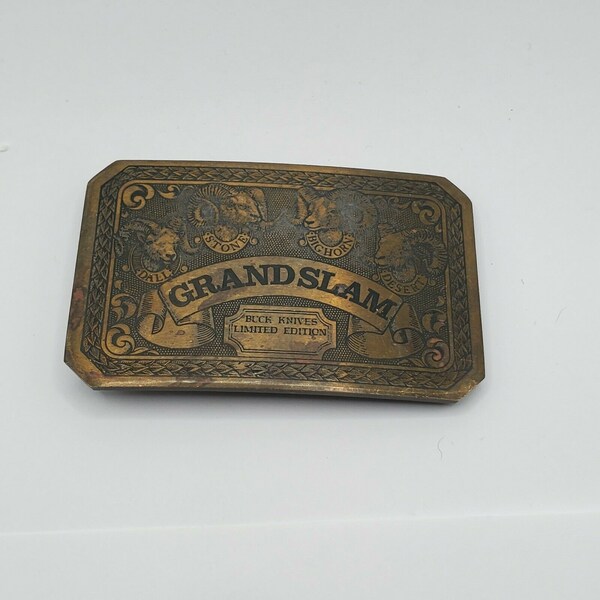 DALL
STONE
BIGHORN
DESERT
GRAND SLAM
BUCK KNIVES
LIMITED EDITION